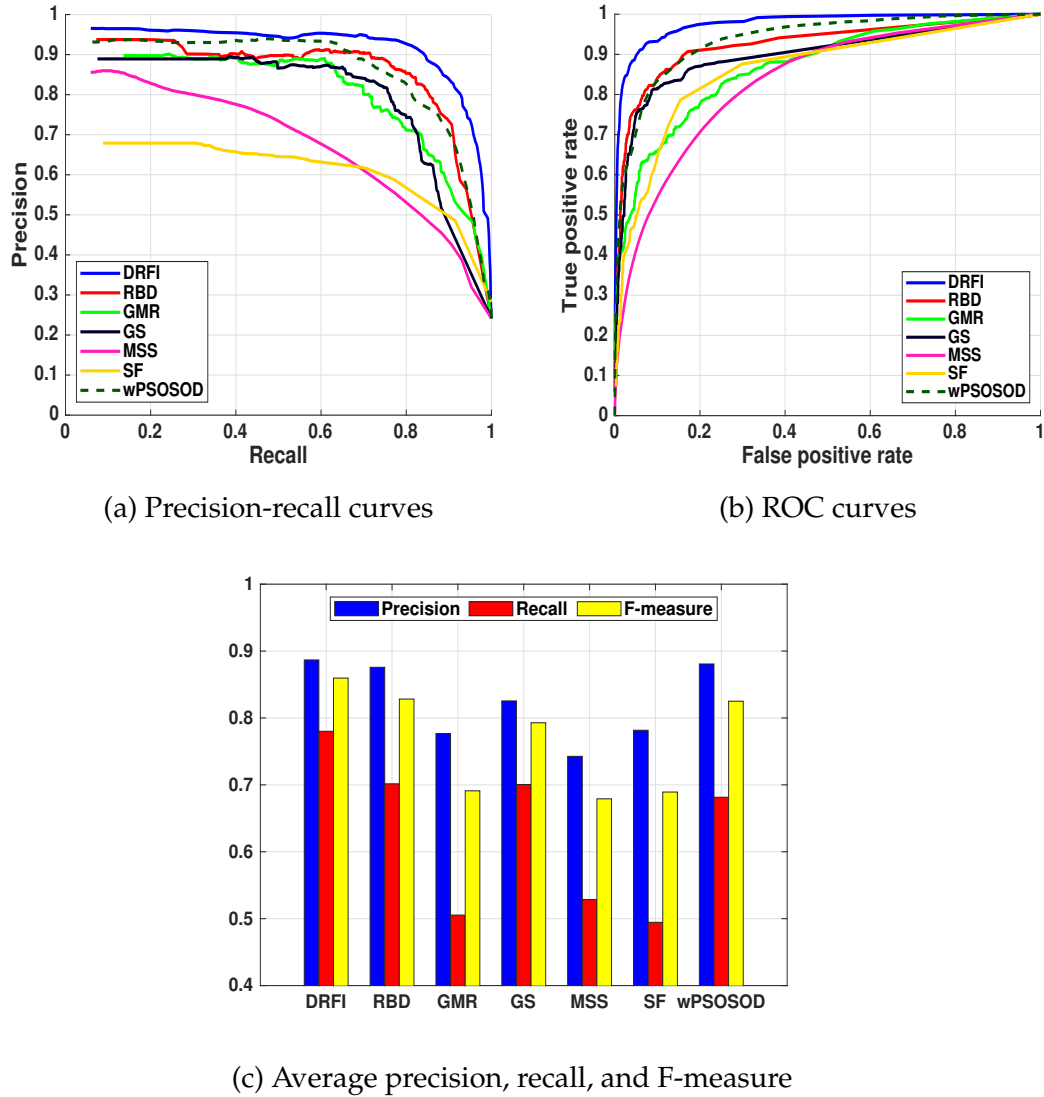 1
0.9
0.8
0.7
0.6
0.5
0.4
0.3
0.2
0.1
0
Precision
DRFI
RBD
GMR
GS
MSS
SF
wPSOSOD
0 0.2 0.4 0.6 0.8 1
Recall
(a) Precision-recall curves
1
0.9
0.8
0.7
0.6
0.5
0.4
0.3
0.2
0.1
0
True positive rate
DRFI
RBD
GMR
GS
MSS
SF
wPSOSOD
0 0.2 0.4 0.6 0.8 1
False positive rate
(b) ROC curves
Precision Recall F-measure
1
0.9
0.8
0.7
0.6
0.5
0.4
DRFI RBD GMR GS MSS SF wPSOSOD
(c) Average precision, recall, and F-measure